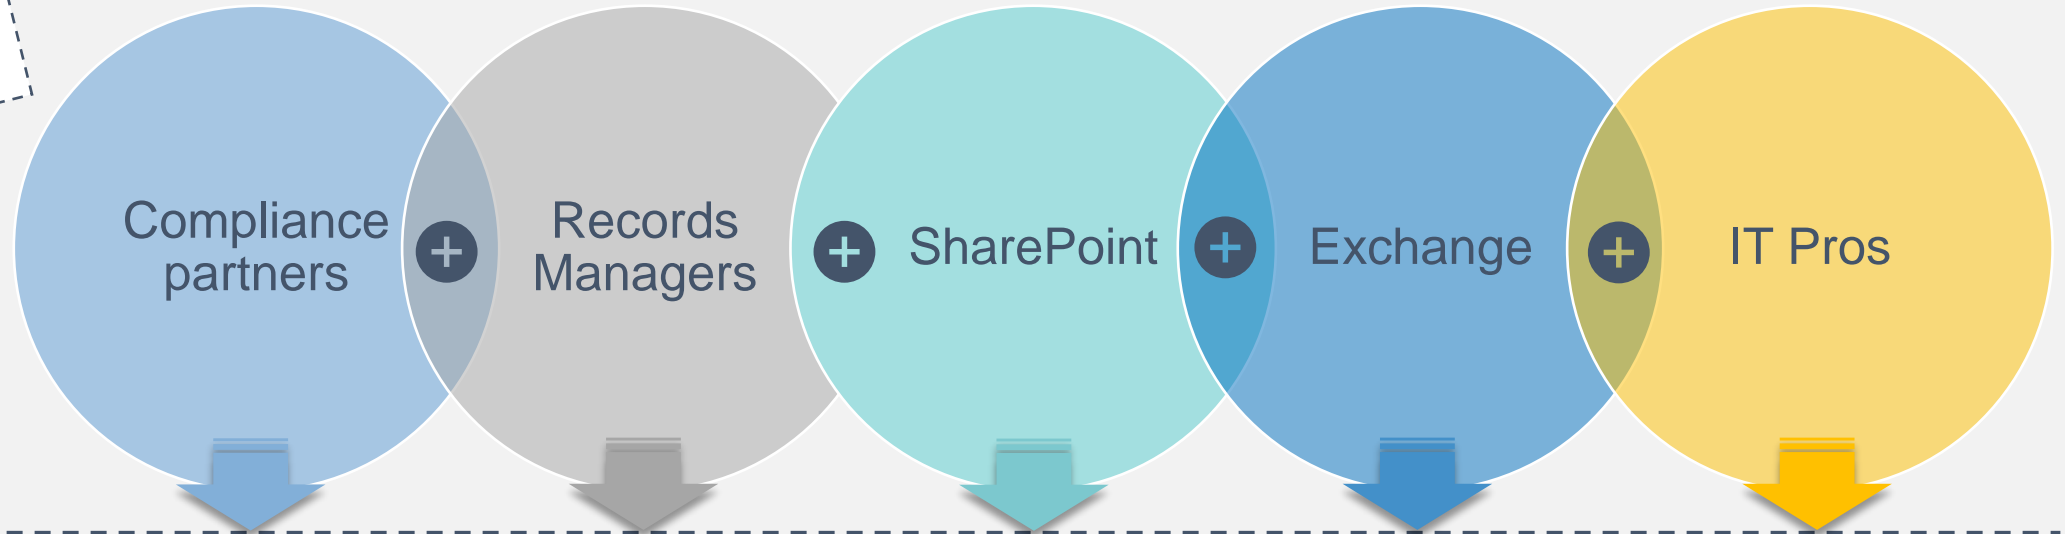 Compliance
partners
+
Records
Managers
+
SharePoint
+
Exchange
+
IT Pros